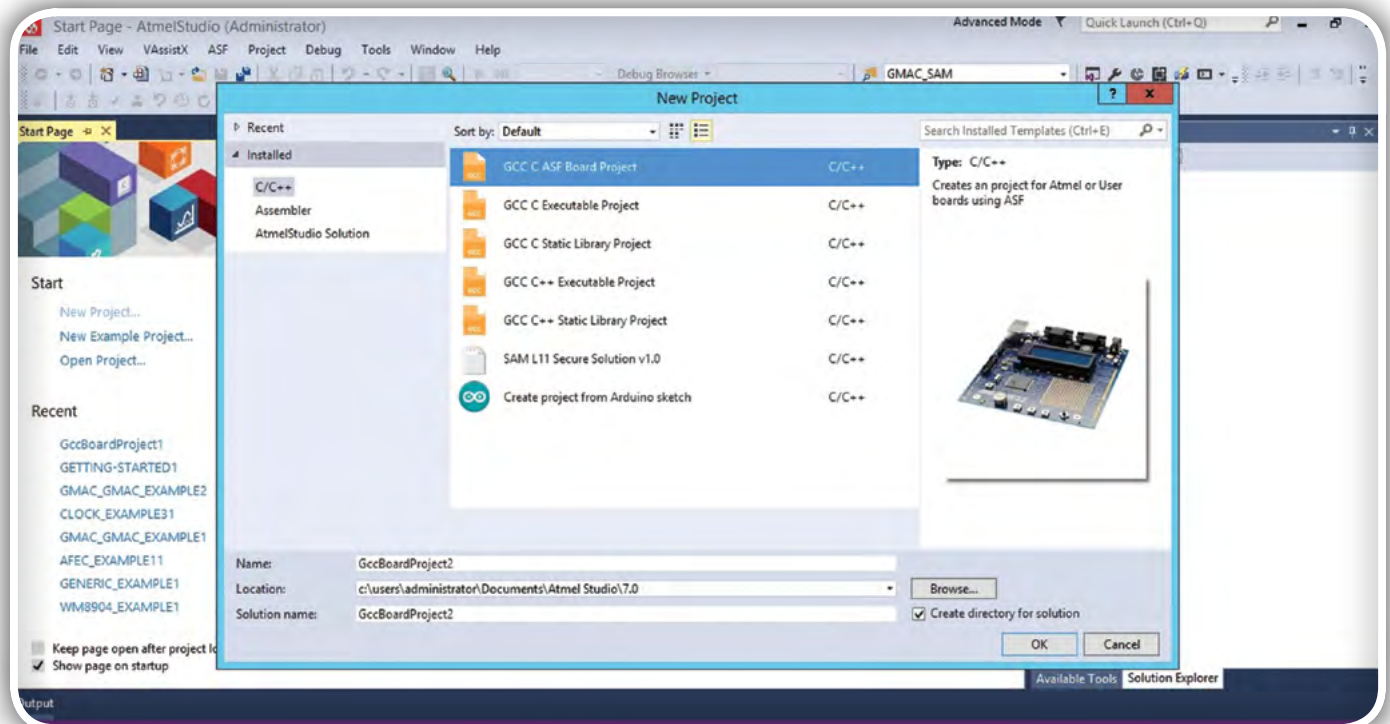 Start Page - AtmelStudio (Administrator)
Advanced Mode
Quick Launch (Ctrl+Q)
File Edit View VAssistX ASF Project Debug Tools Window Help
Debug Browser
GMAC_SAM
New Project
Start Page
Recent
Installed
C/C++
Assembler
AtmelStudio Solution
Sort by: Default
Search Installed Templates (Ctrl+E)
GCC C ASF Board Project C/C++
GCC C Executable Project C/C++
GCC C Static Library Project C/C++
GCC C++ Executable Project C/C++
GCC C++ Static Library Project C/C++
SAM L11 Secure Solution v1.0 C/C++
Create project from Arduino sketch C/C++
Type: C/C++
Creates an project for Atmel or User
boards using ASF
Start
New Project...
New Example Project...
Open Project...
Recent
GccBoardProject1
GETTING-STARTED1
GMAC_GMAC_EXAMPLE2
CLOCK_EXAMPLE31
GMAC_GMAC_EXAMPLE1
AFEC_EXAMPLE11
GENERIC_EXAMPLE1
WM8904_EXAMPLE1
Keep page open after project lo
Show page on startup
Name: GccBoardProject2
Location: c:\users\administrator\Documents\Atmel Studio\7.0
Browse...
Solution name: GccBoardProject2
Create directory for solution
OK Cancel
Available Tools Solution Explorer
utput